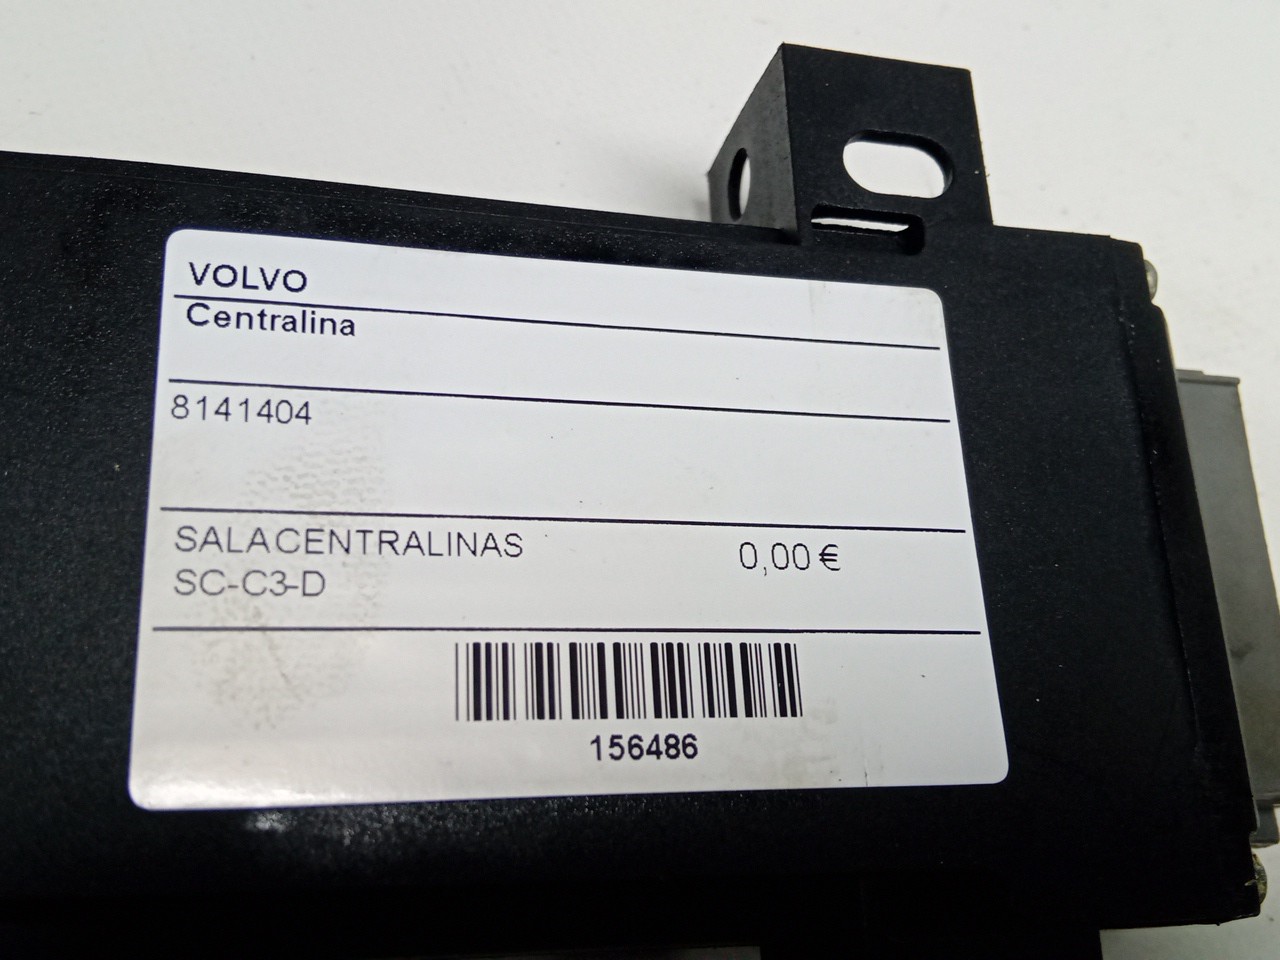 VOLVO
Centralina
8141404
SALACENTRALINAS
0,00 €
SC-C3-D
156486